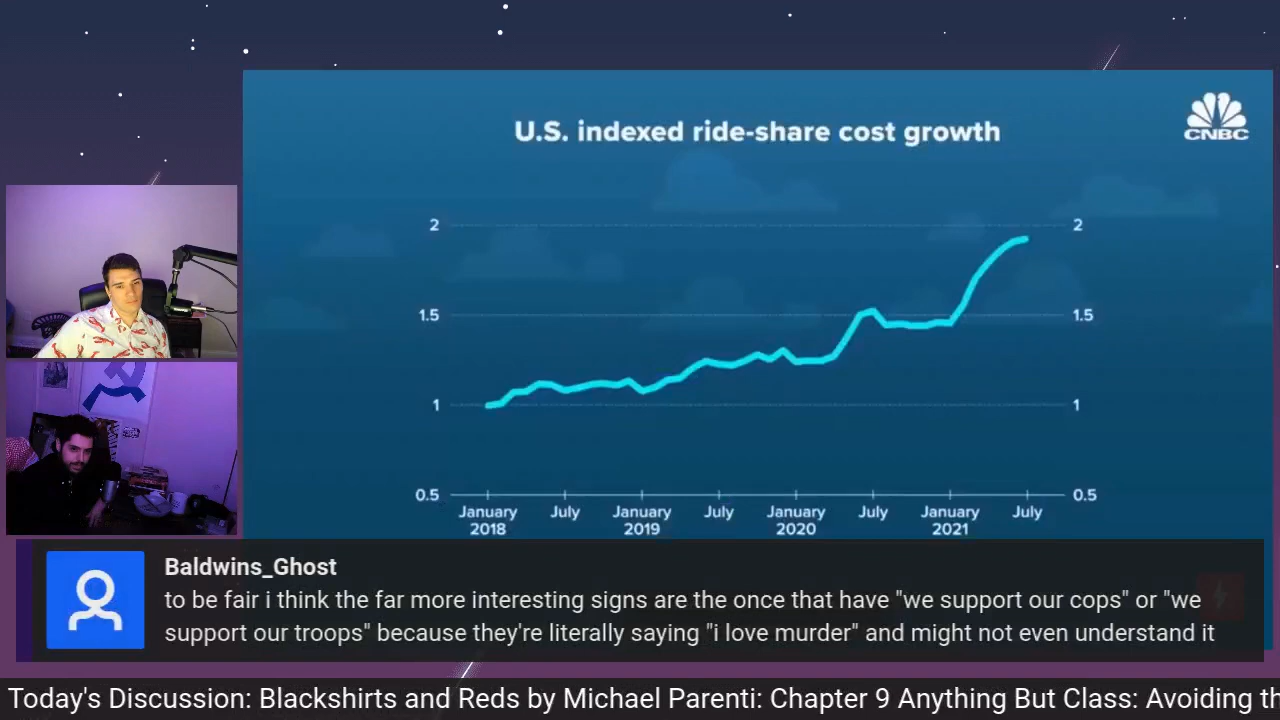 U.S. indexed ride-share cost growth
CNBC
2 2
1.5 1.5
1 1
0.5 0.5
January July January July January July January July
2018 2019 2020 2021
Baldwins_Ghost
to be fair i think the far more interesting signs are the once that have "we support our cops" or "we
support our troops" because they're literally saying "i love murder" and might not even understand it
Today's Discussion: Blackshirts and Reds by Michael Parenti: Chapter 9 Anything But Class: Avoiding th